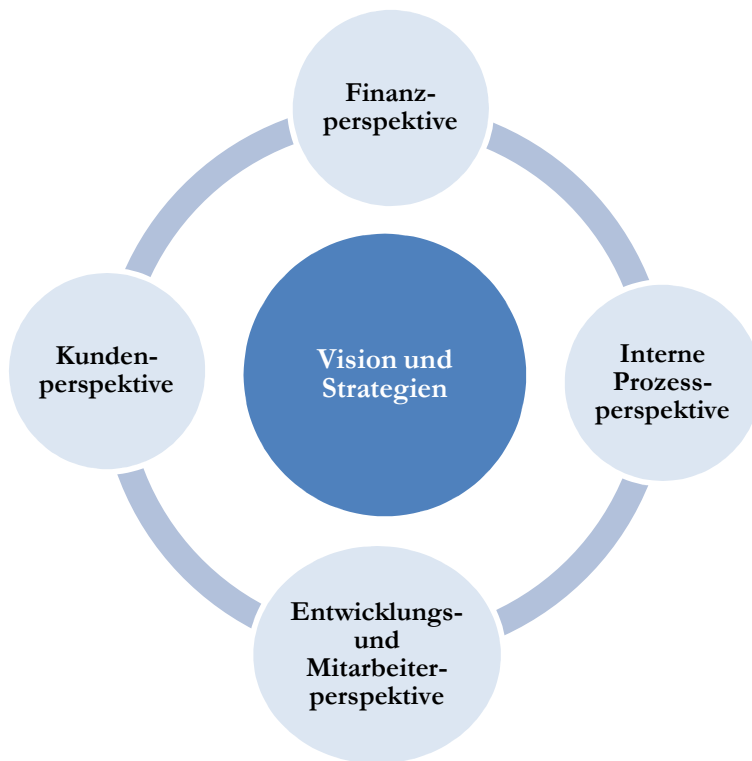 Finanz-
perspektive
Kunden-
perspektive
Vision und
Strategien
Interne
Prozess-
perspektive
Entwicklungs-
und
Mitarbeiter-
perspektive